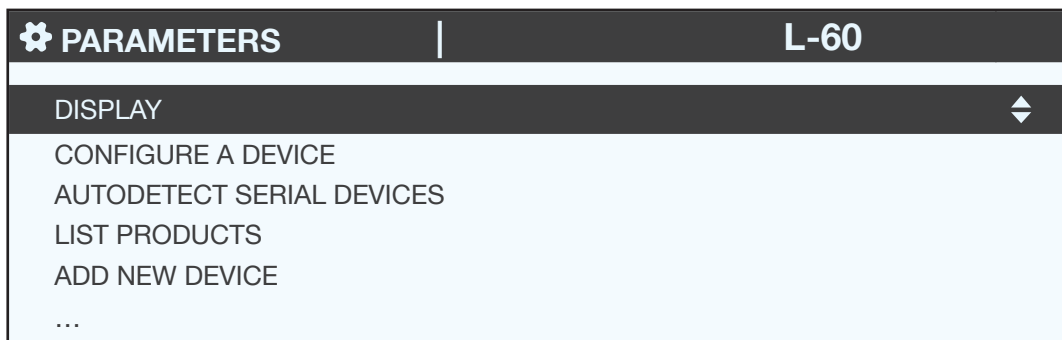 PARAMETERS | L-60
DISPLAY
CONFIGURE A DEVICE
AUTODETECT SERIAL DEVICES
LIST PRODUCTS
ADD NEW DEVICE
…